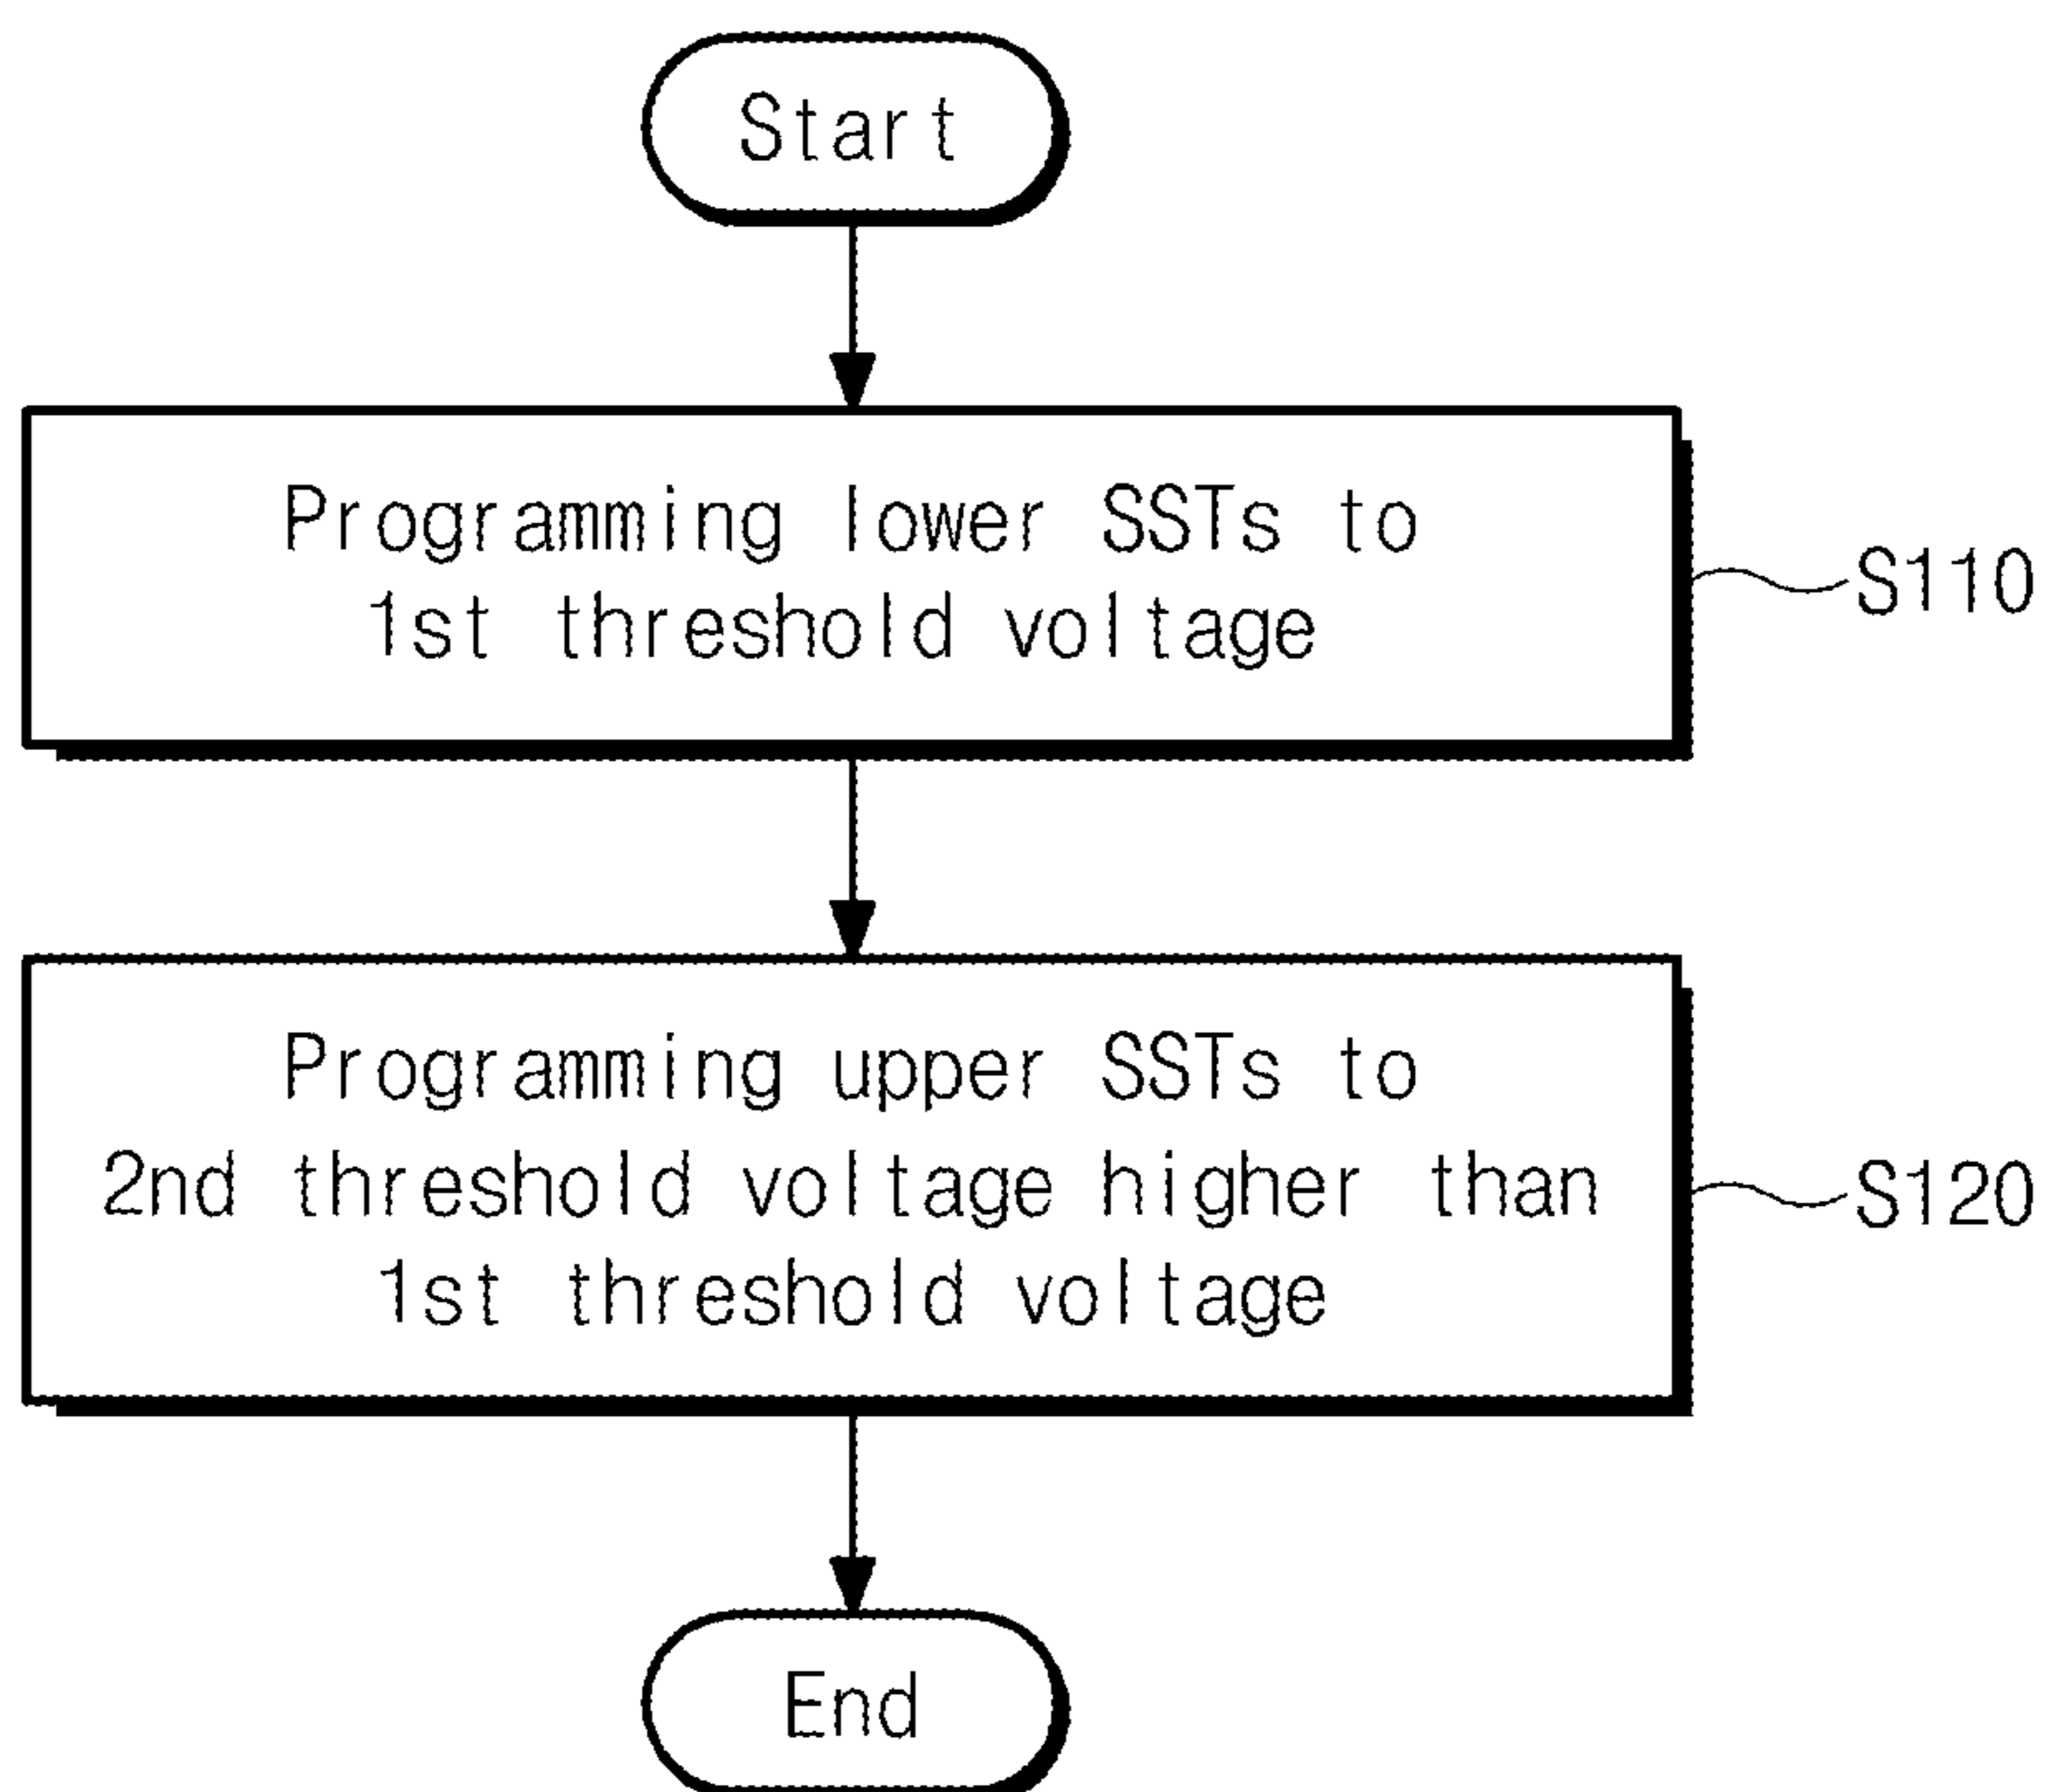 Start
Programming lower SSTs to
1st threshold voltage
S110
Programming upper SSTs to
2nd threshold voltage higher than
1st threshold voltage
S120
End